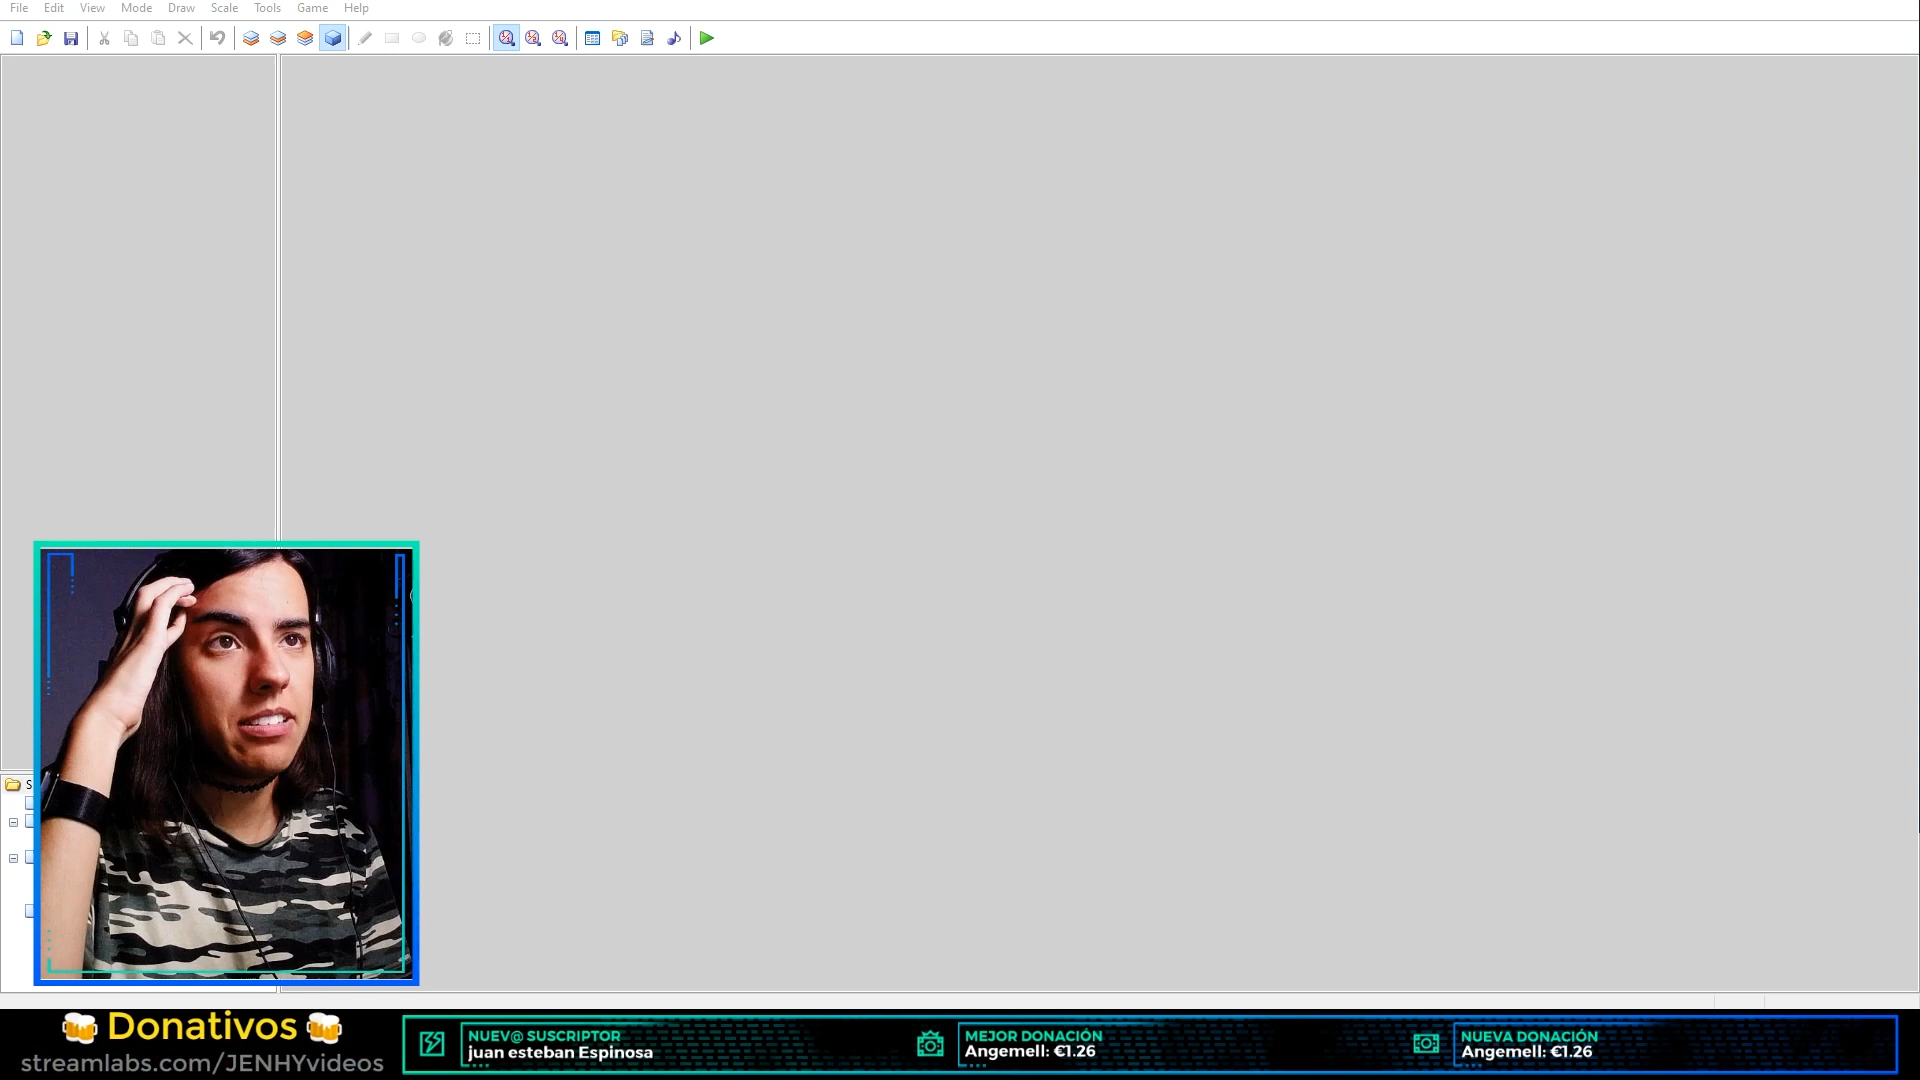 File Edit View Mode Draw Scale Tools Game Help
S
Donativos
streamlabs.com/JENHYvideos
NUEV@ SUSCRIPTOR
juan esteban Espinosa
MEJOR DONACIÓN
Angemell: €1.26
NUEVA DONACIÓN
Angemell: €1.26